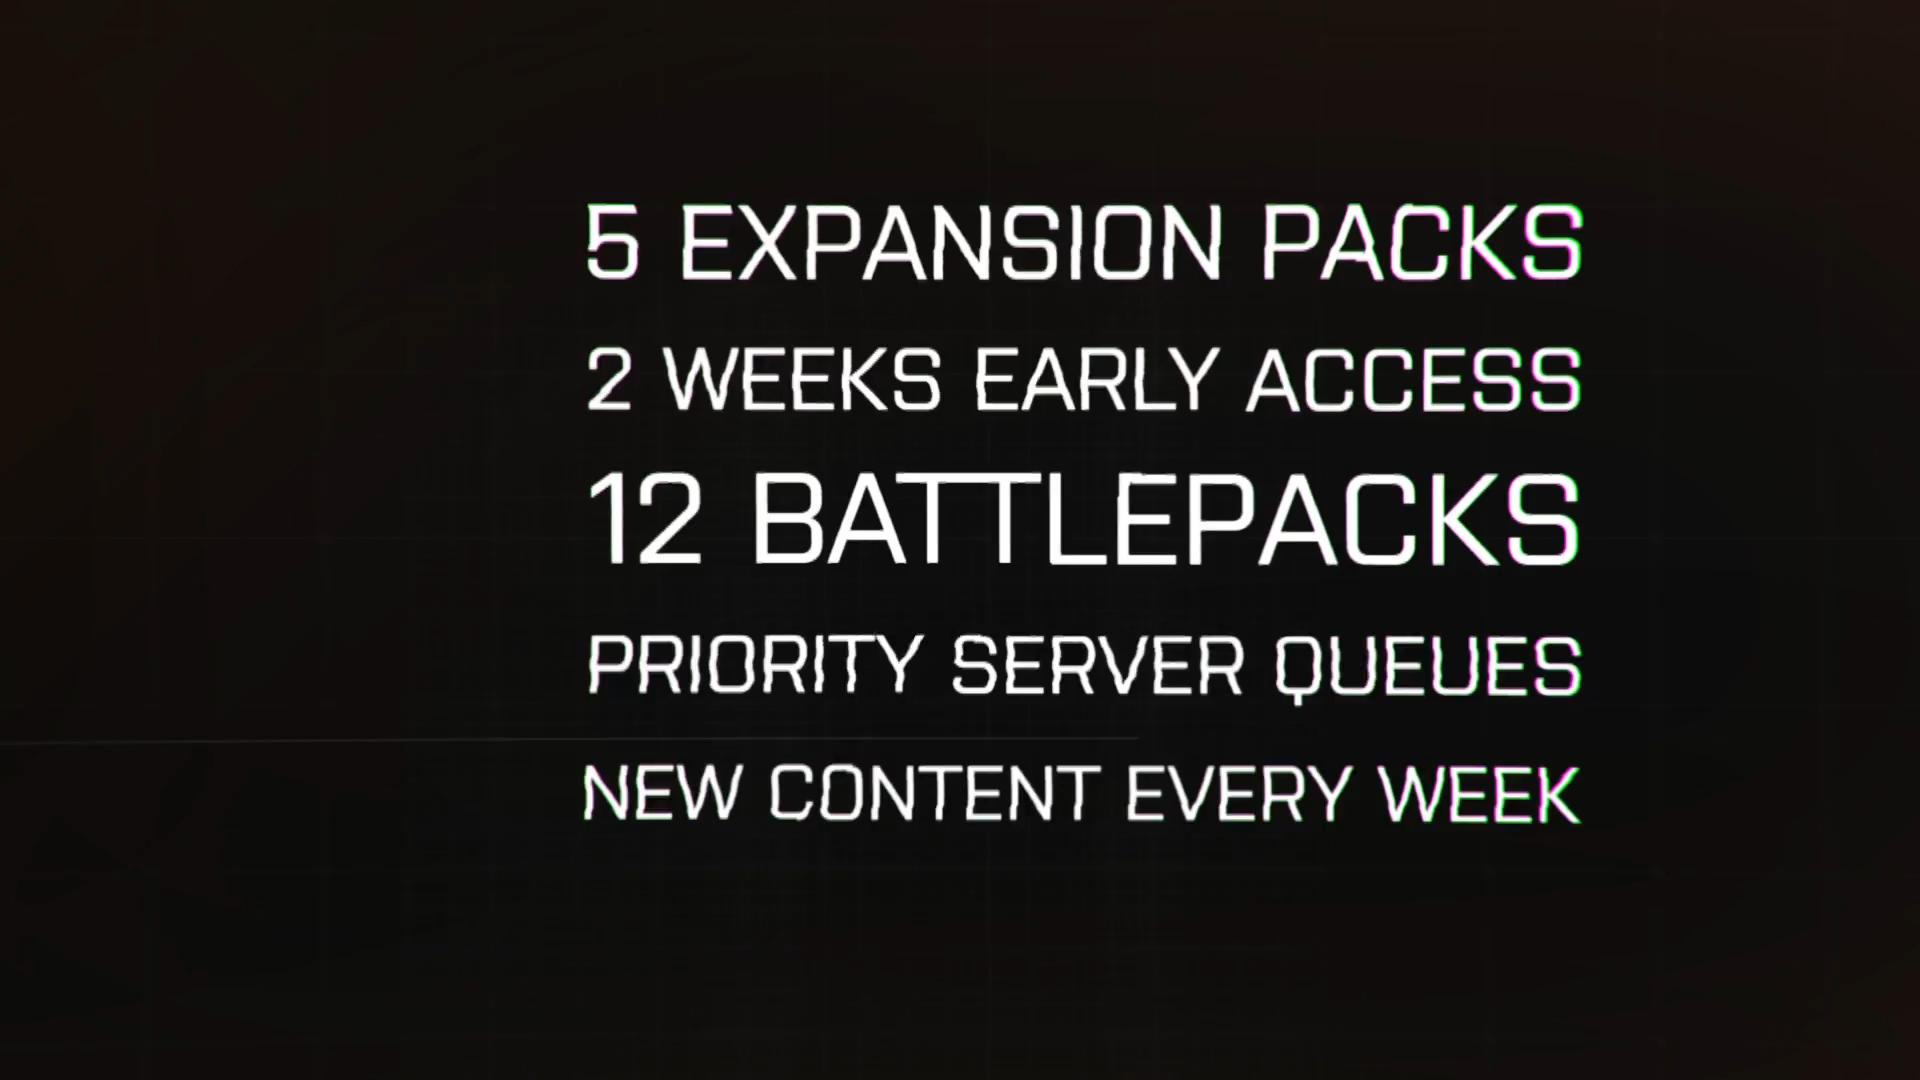 5 EXPANSION PACKS
2 WEEKS EARLY ACCESS
12 BATTLEPACKS
PRIORITY SERVER QUEUES
NEW CONTENT EVERY WEEK